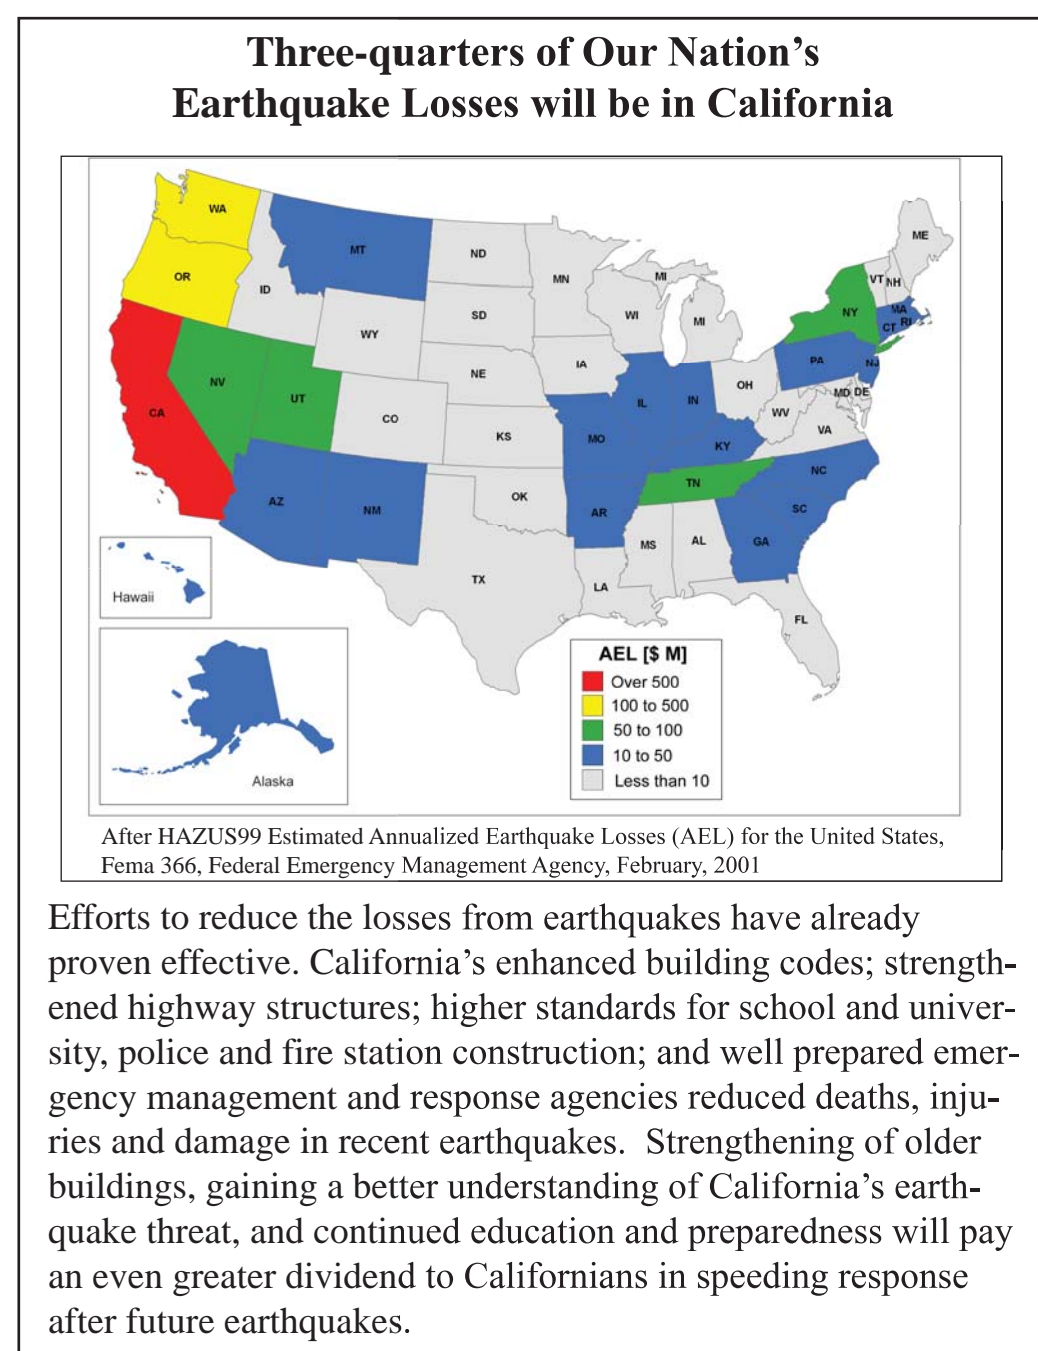 Three-quarters of Our Nation's
Earthquake Losses will be in California
WA
MT
ND
ME
OR
ID
MN
MI
VT
NH
SD
WI
MI
NY
MA
WY
CT
RI
IA
PA
NJ
NE
NV
UT
OH
MD
DE
CO
IL
IN
WV
CA
KS
MO
KY
VA
NC
AZ
OK
TN
NM
AR
SC
MS
AL
GA
TX
LA
Hawaii
FL
AEL [$ M]
Over 500
100 to 500
50 to 100
10 to 50
Less than 10
Alaska
After HAZUS99 Estimated Annualized Earthquake Losses (AEL) for the United States,
Fema 366, Federal Emergency Management Agency, February, 2001
Efforts to reduce the losses from earthquakes have already
proven effective. California's enhanced building codes; strength-
ened highway structures; higher standards for school and univer-
sity, police and fire station construction; and well prepared emer-
gency management and response agencies reduced deaths, inju-
ries and damage in recent earthquakes.  Strengthening of older
buildings, gaining a better understanding of California's earth-
quake threat, and continued education and preparedness will pay
an even greater dividend to Californians in speeding response
after future earthquakes.